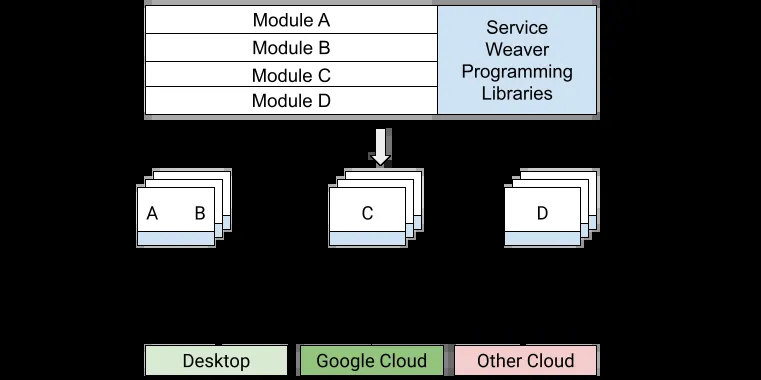 Module A
Module B
Module C
Module D
Service
Weaver
Programming
Libraries
A B
C
D
Desktop
Google Cloud
Other Cloud